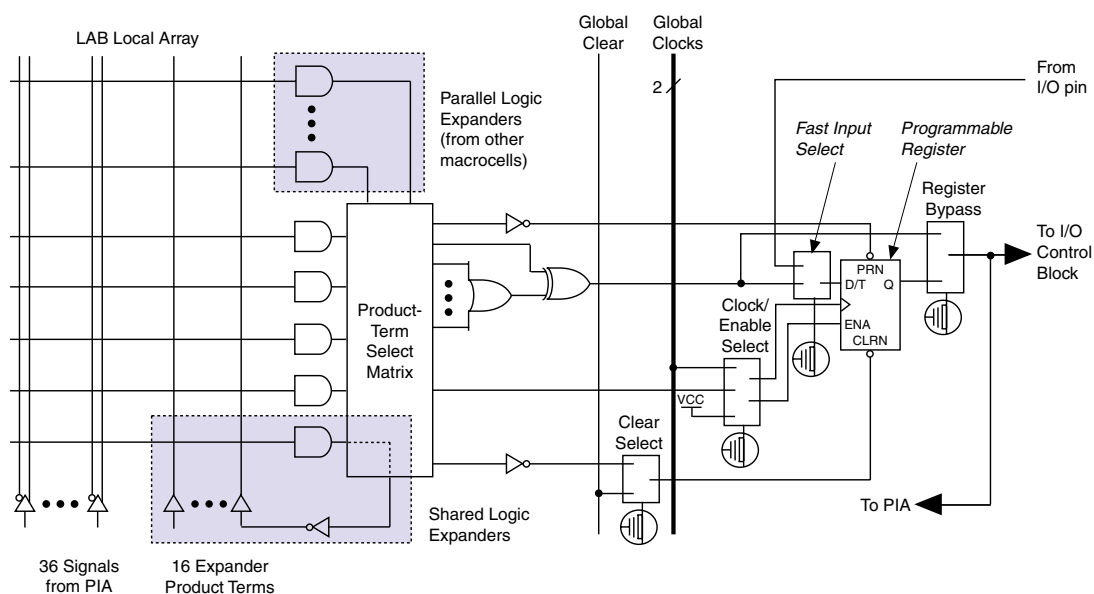 LAB Local Array
Global
Clear
Global
Clocks
2
From
I/O pin
Parallel Logic
Expanders
(from other
macrocells)
Fast Input
Select
Programmable
Register
Register
Bypass
To I/O
Control
Block
PRN
D/T
Q
ENA
CLRN
Product-
Term
Select
Matrix
Clock/
Enable
Select
VCC
Clear
Select
To PIA
Shared Logic
Expanders
36 Signals
from PIA
16 Expander
Product Terms